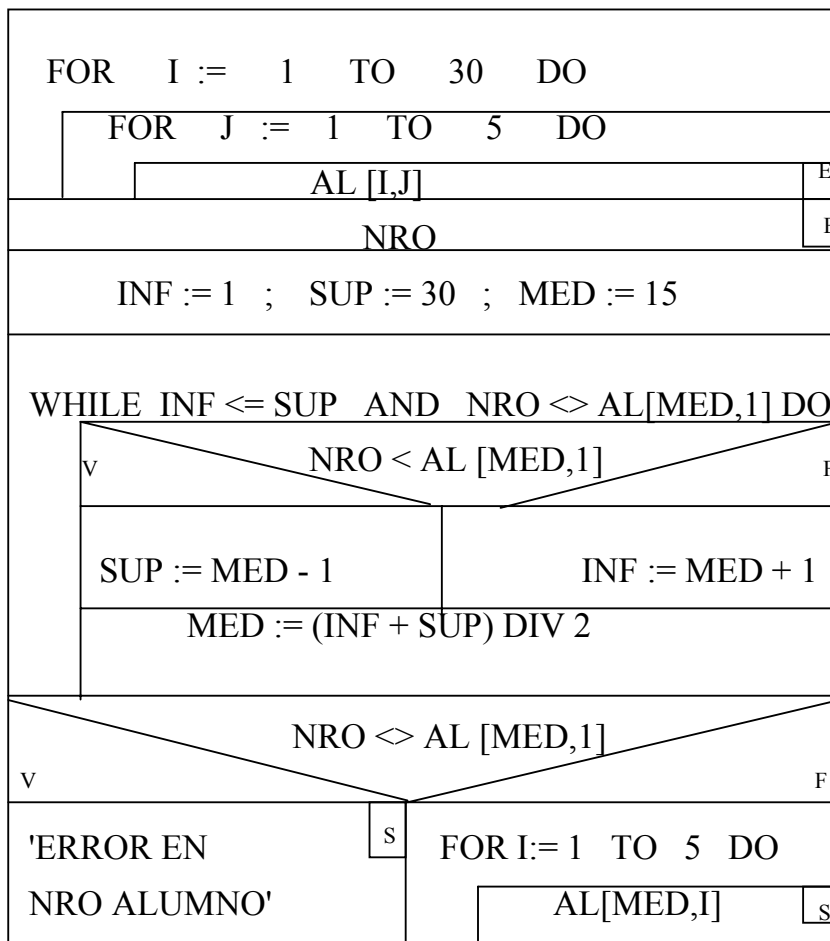 FOR I := 1 TO 30 DO
FOR J := 1 TO 5 DO
AL [I,J]
E
NRO
INF := 1 ; SUP := 30 ; MED := 15
WHILE INF <= SUP AND NRO <> AL[MED,1] DO
V NRO < AL [MED,1]
SUP := MED - 1 INF := MED + 1
MED := (INF + SUP) DIV 2
NRO <> AL [MED,1]
V F
'ERROR EN S FOR I:= 1 TO 5 DO
NRO ALUMNO' AL[MED,I] S